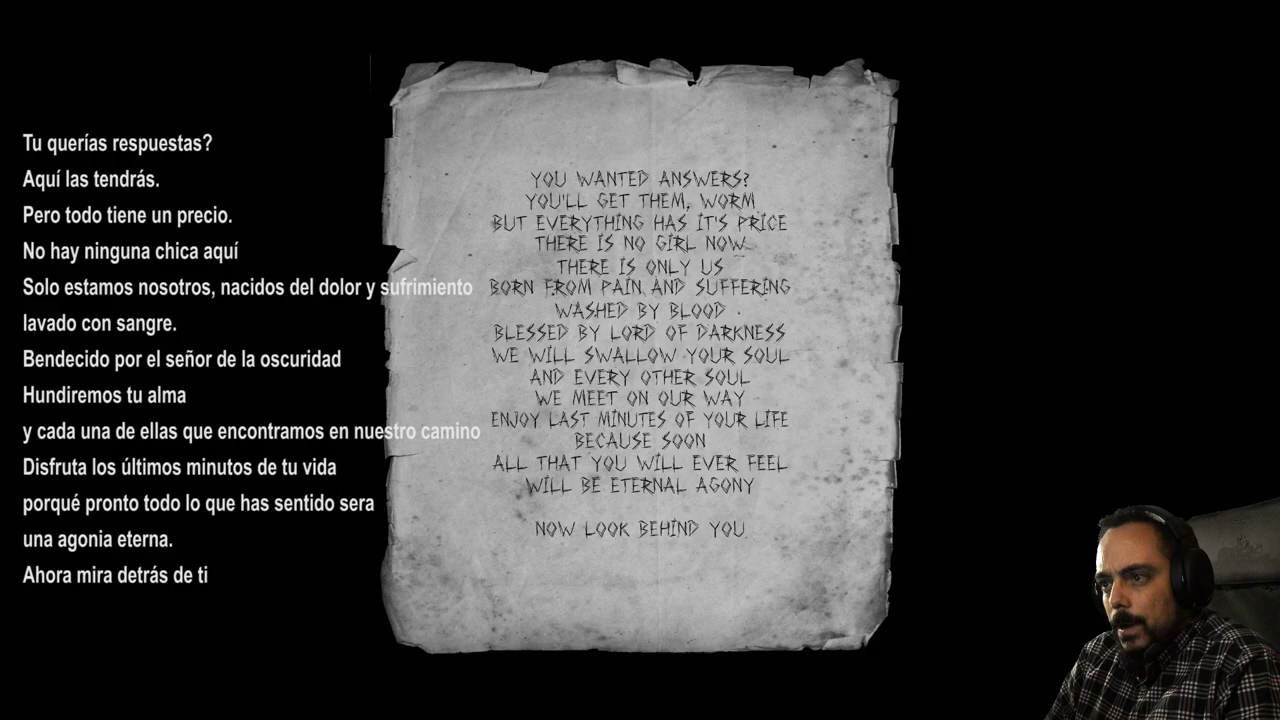 Tu querías respuestas?
Aquí las tendrás.
Pero todo tiene un precio.
No hay ninguna chica aquí
Solo estamos nosotros, nacidos del dolor y sufrimiento
lavado con sangre.
Bendecido por el señor de la oscuridad
Hundiremos tu alma
y cada una de ellas que encontramos en nuestro camino
Disfruta los últimos minutos de tu vida
porqué pronto todo lo que has sentido sera
una agonia eterna.
Ahora mira detrás de ti
YOU WANTED ANSWERS?
YOU'LL GET THEM, WORM
BUT EVERYTHING HAS IT'S PRICE
THERE IS NO GIRL NOW
THERE IS ONLY US
BORN FROM PAIN AND SUFFERING
WASHED BY BLOOD
BLESSED BY LORD OF DARKNESS
WE WILL SWALLOW YOUR SOUL
AND EVERY OTHER SOUL
WE MEET ON OUR WAY
ENJOY LAST MINUTES OF YOUR LIFE
BECAUSE SOON
ALL THAT YOU WILL EVER FEEL
WILL BE ETERNAL AGONY
NOW LOOK BEHIND YOU